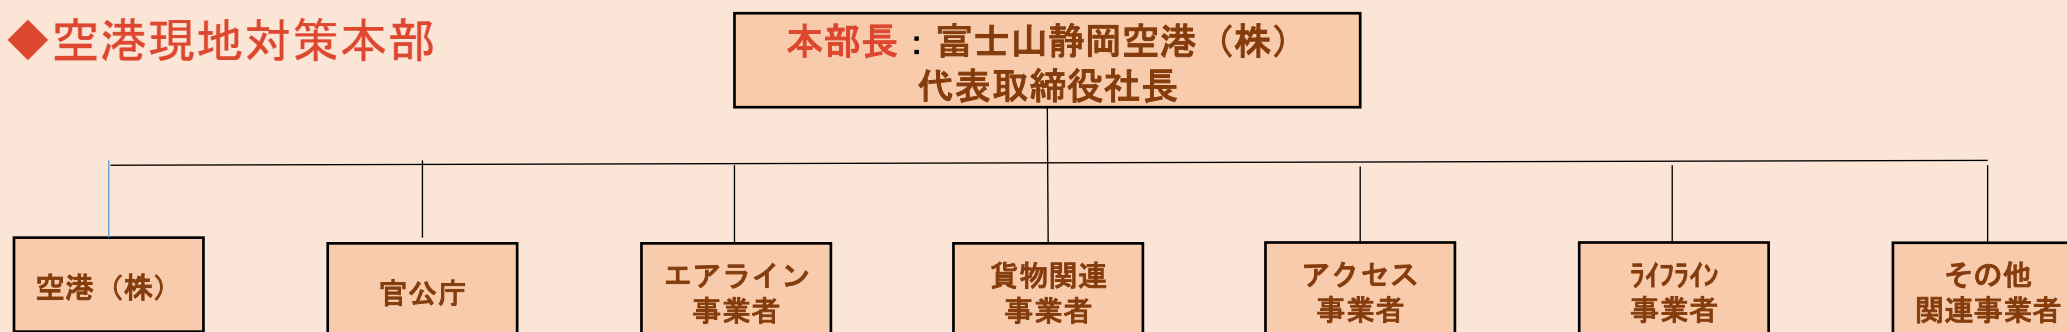 ◆空港現地対策本部
本部長：富士山静岡空港（株）
代表取締役社長
空港（株）
官公庁
エアライン
事業者
貨物関連
事業者
アクセス
事業者
ﾗｲﾌﾗｲﾝ
事業者
その他
関連事業者